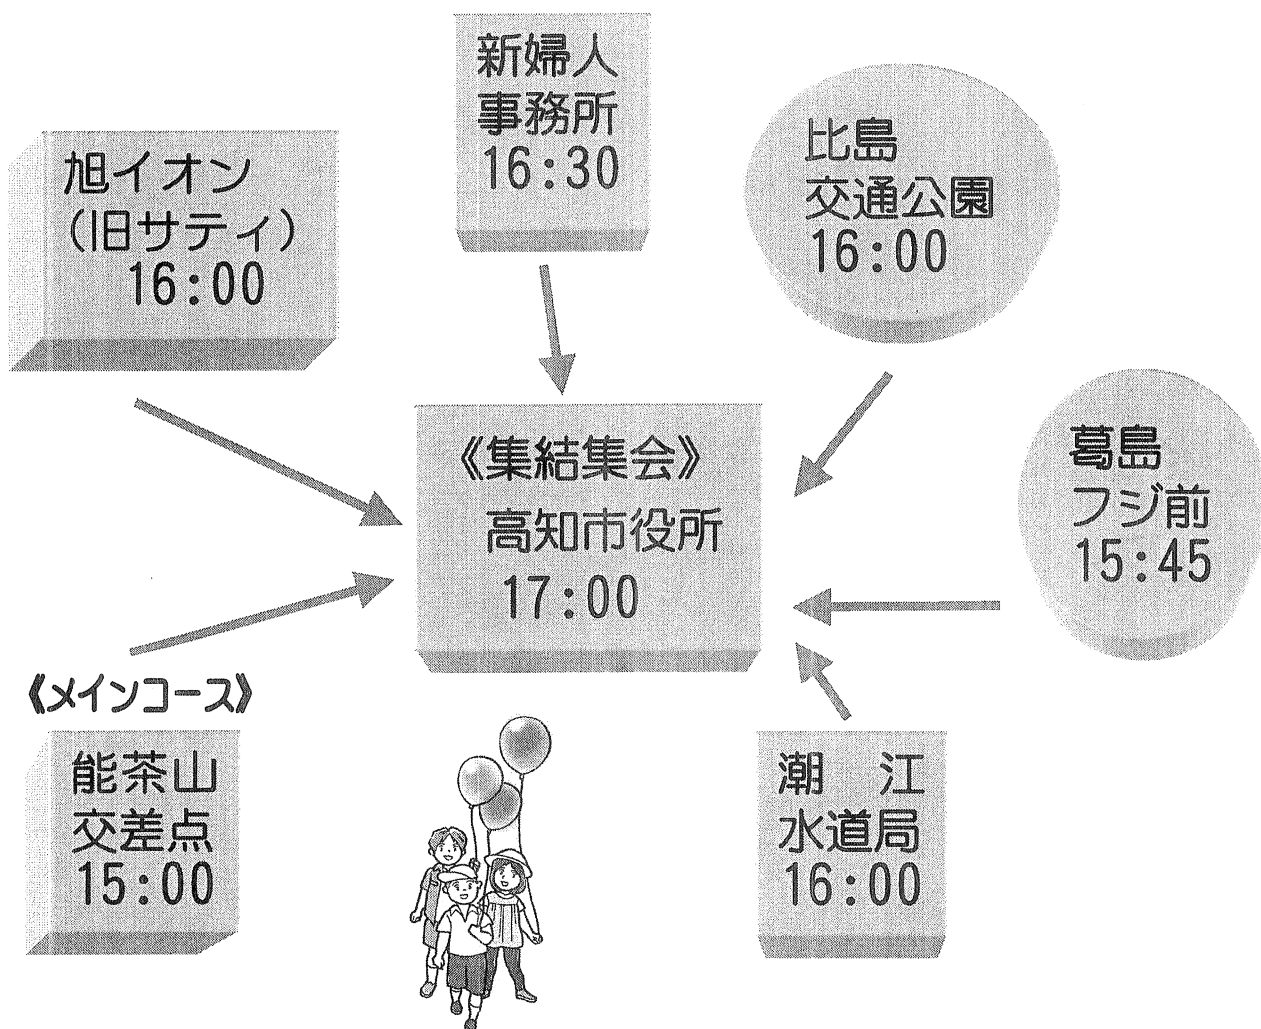 新婦人
事務所
16:30
旭イオン
(旧サティ)
16:00
比島
交通公園
16:00
《集結集会》
高知市役所
17:00
葛島
フジ前
15:45
《メインコース》
能茶山
交差点
15:00
潮　江
水道局
16:00